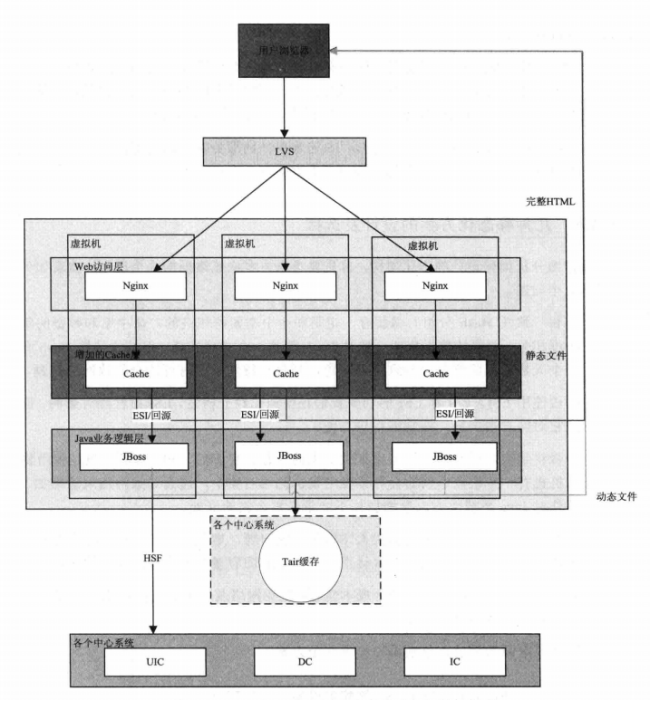 用户浏览器
LVS
完整HTML
虚拟机
虚拟机
虚拟机
Web访问层
Nginx
Nginx
Nginx
增加的Cache
静态文件
Cache
Cache
Cache
ESI/回源
ESI/回源
ESI/回源
Java业务逻辑层
JBoss
JBoss
JBoss
动态文件
各个中心系统
HSF
Tair缓存
各个中心系统
UIC
DC
IC